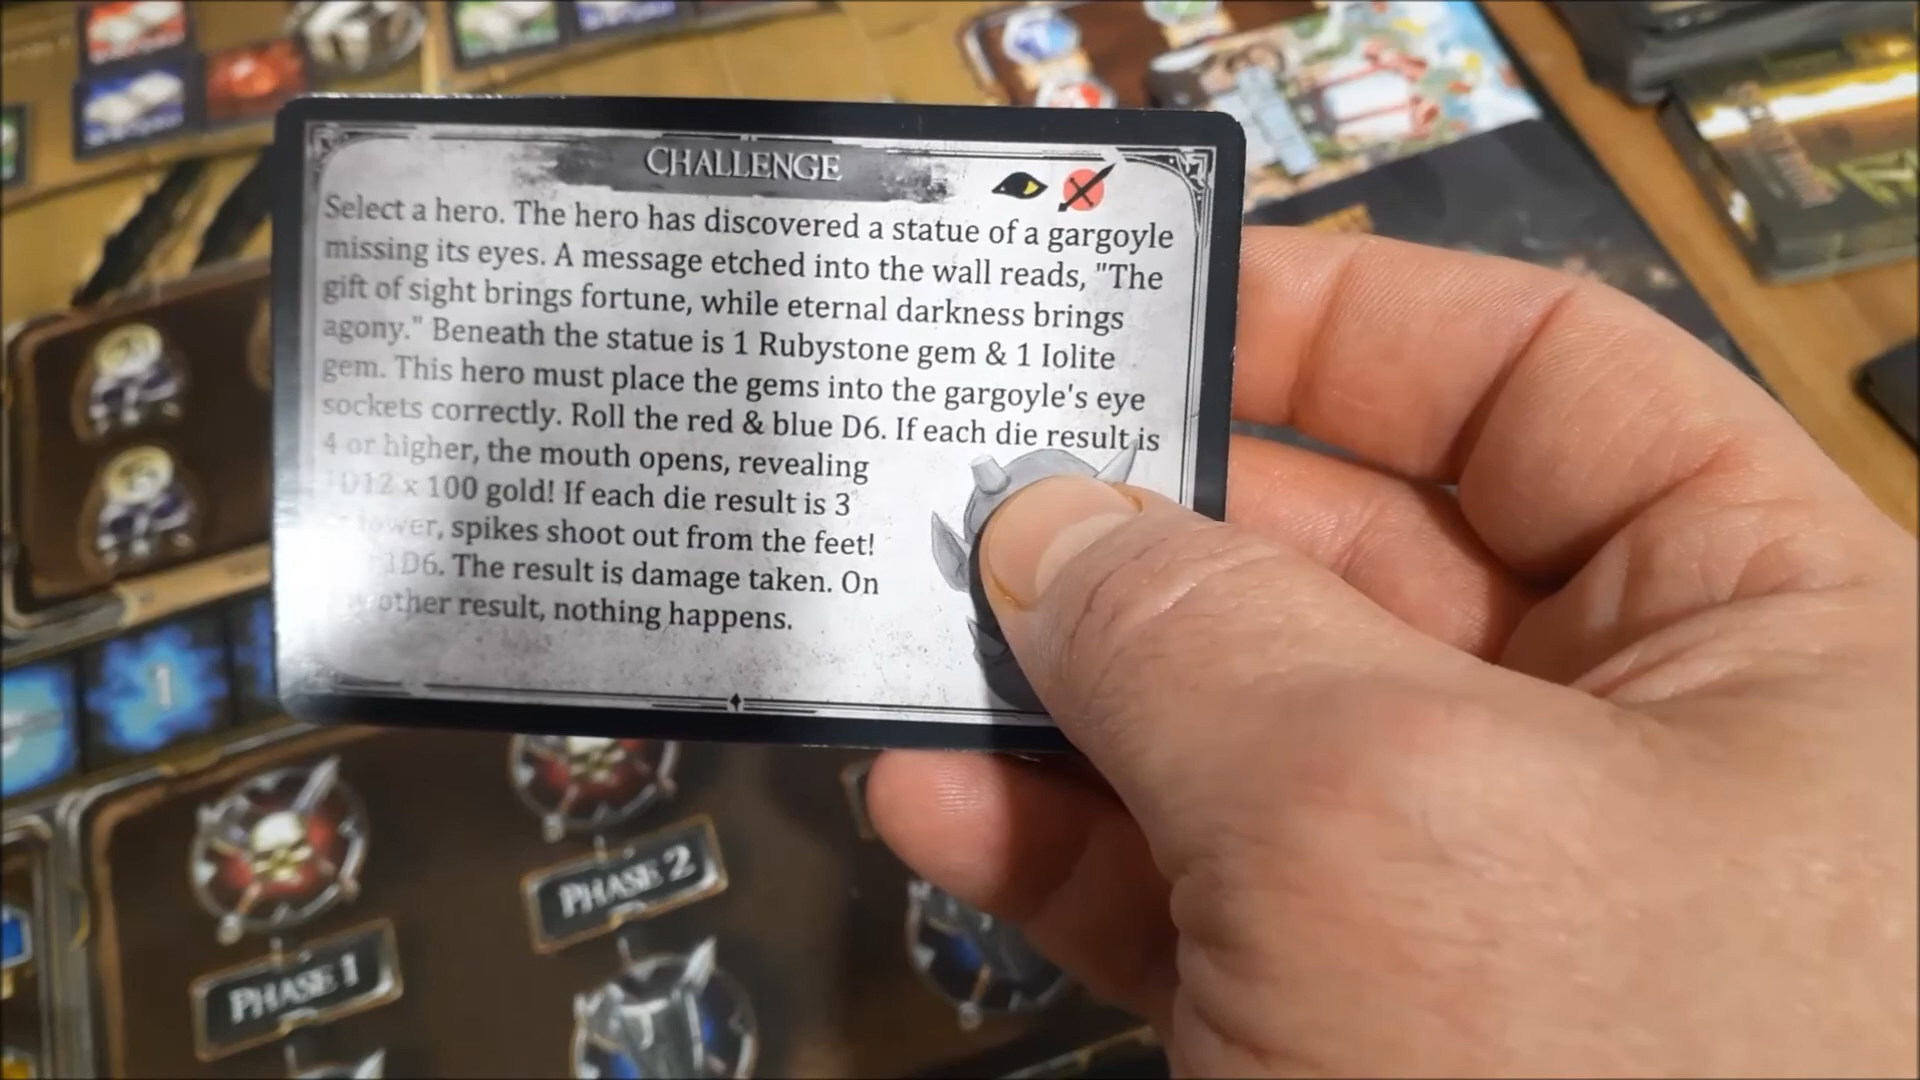 CHALLENGE
Select a hero. The hero has discovered a statue of a gargoyle
missing its eyes. A message etched into the wall reads, "The
gift of sight brings fortune, while eternal darkness brings
agony." Beneath the statue is 1 Rubystone gem & 1 Iolite
gem. This hero must place the gems into the gargoyle's eye
sockets correctly. Roll the red & blue D6. If each die result is
4 or higher, the mouth opens, revealing
1D12 x 100 gold! If each die result is 3
lower, spikes shoot out from the feet!
1D6. The result is damage taken. On
other result, nothing happens.
1
PHASE 2
PHASE 1